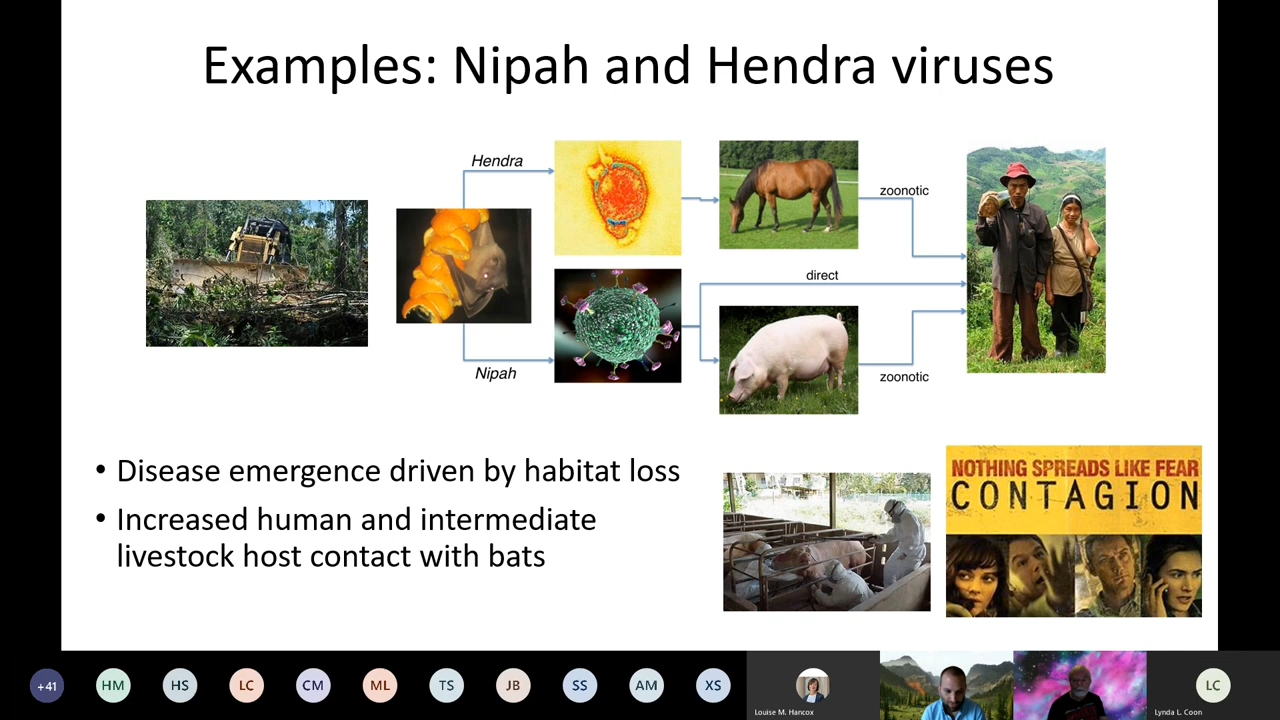 Examples: Nipah and Hendra viruses
Hendra
zoonotic
direct
Nipah
zoonotic
• Disease emergence driven by habitat loss
• Increased human and intermediate
livestock host contact with bats
NOTHING SPREADS LIKE FEAR
CONTAGION
+41
HM
HS
LC
CM
ML
TS
JB
SS
AM
XS
Louise M. Hancox
LC
Lynda L. Coon